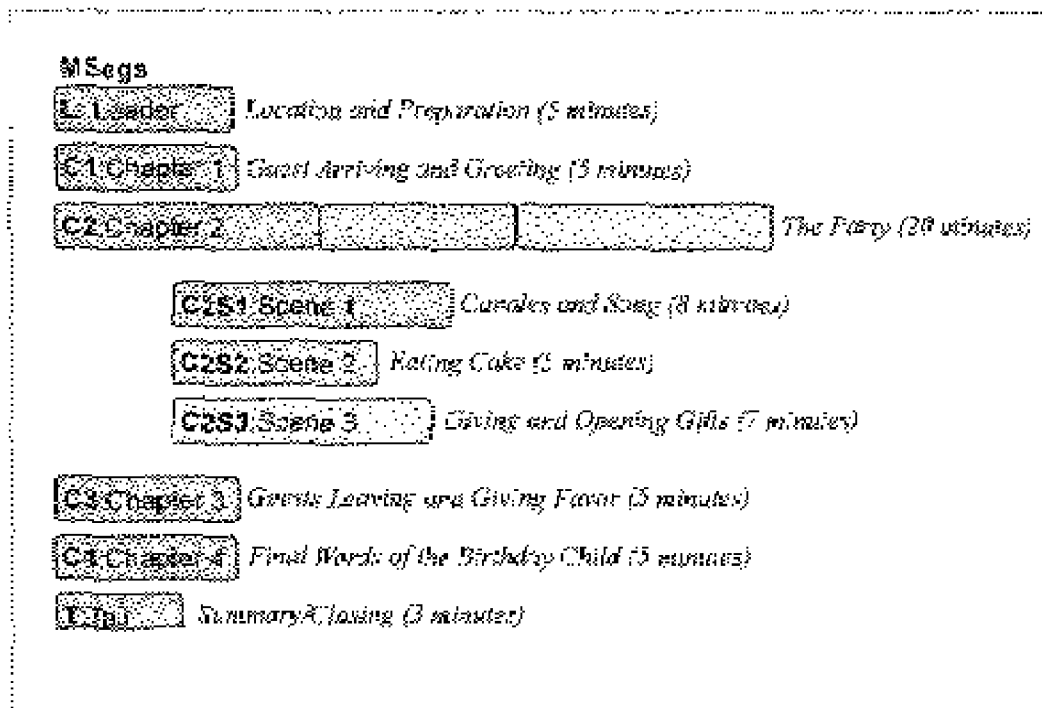 MSegs
L: Leader Location and Preparation (5 minutes)
C1:Chapter 1 Guest Arriving and Greeting (5 minutes)
C2:Chapter 2 The Party (20 minutes)
C2S1:Scene 1 Candles and Song (8 minutes)
C2S2:Scene 2 Eating Cake (5 minutes)
C2S3:Scene 3 Giving and Opening Gifts (7 minutes)
C3:Chapter 3 Guests Leaving and Giving Favor (5 minutes)
C4:Chapter 4 Final Words of the Birthday Child (5 minutes)
Summary/Closing (3 minutes)